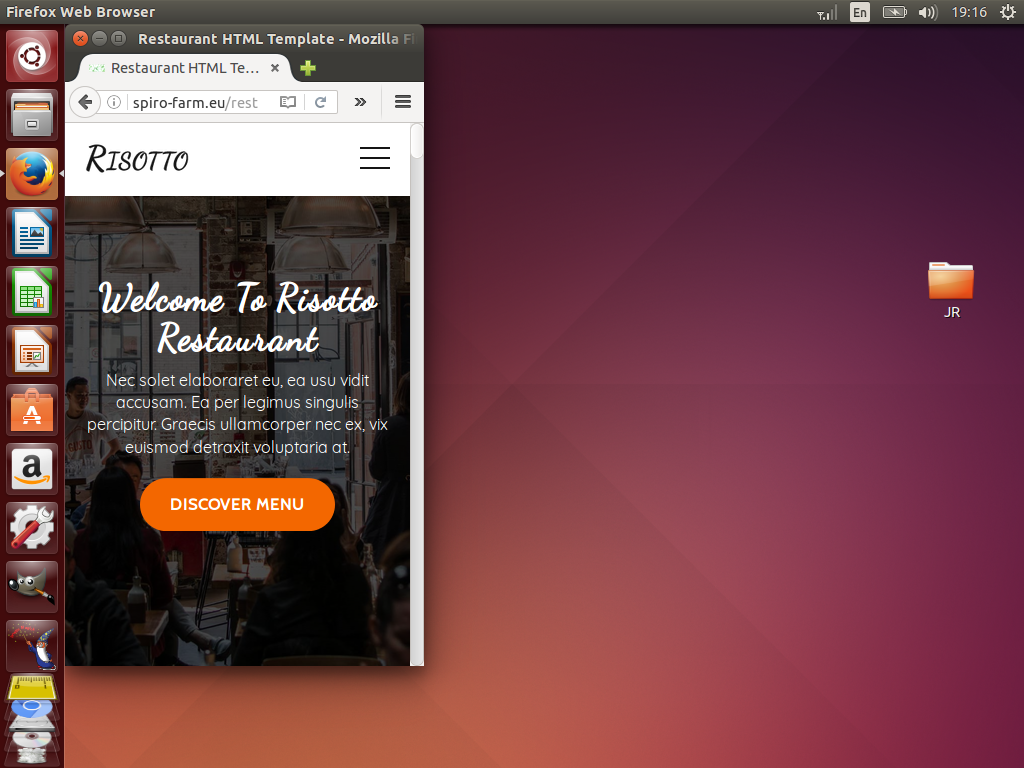 Firefox Web Browser
En
19:16
Restaurant HTML Template - Mozilla Fi
Restaurant HTML Te...
spiro-farm.eu/rest
RISOTTO
Welcome To Risotto
Restaurant
Nec solet elaboraret eu, ea usu vidit
accusam. Ea per legimus singulis
percipitur. Graecis ullamcorper nec ex, vix
euismod detraxit voluptaria at.
DISCOVER MENU
JR